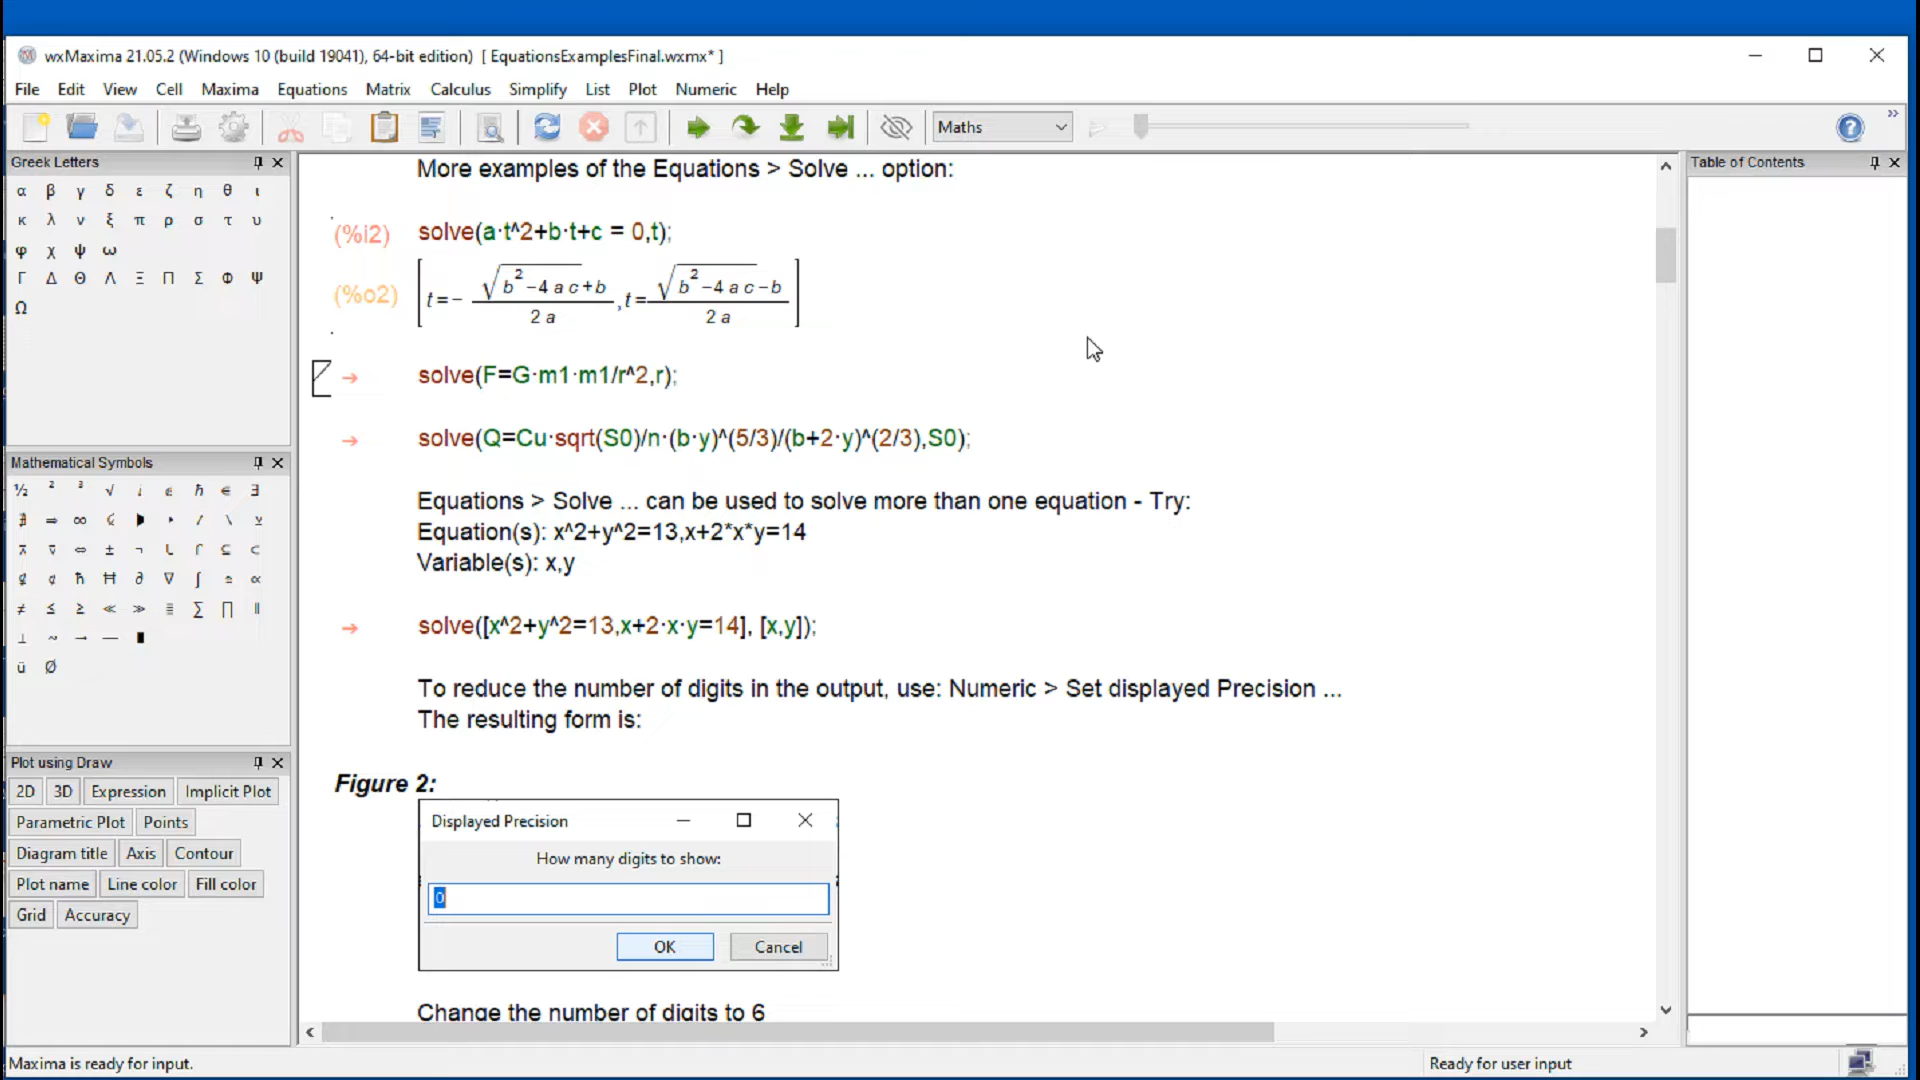 wxMaxima 21.05.2 (Windows 10 (build 19041), 64-bit edition) [ EquationsExamplesFinal.wxmx* ]
File Edit View Cell Maxima Equations Matrix Calculus Simplify List Plot Numeric Help
Maths
Greek Letters
α β γ δ ε ζ η θ ι
κ λ ν ξ π ρ σ τ υ
φ χ ψ ω
Γ Δ Θ Λ Ξ Π Σ Φ Ψ
Ω
Mathematical Symbols
½ ² ³ √ ℏ ∈ ∃
∄ ⇒ ∞ / \ ⊻
⊼ ⊽ ⇔ ± ¬ ⊆ ⊂
⊄ ħ Ħ ∂ ∇ ∫ ∝
≠ ≤ ≥ ≪ ≫ ≣ ∑ ∏ ∥
⊥ ~ → — ▮
ü Ø
Plot using Draw
2D 3D Expression Implicit Plot
Parametric Plot Points
Diagram title Axis Contour
Plot name Line color Fill color
Grid Accuracy
More examples of the Equations > Solve ... option:
(%i2) solve(a·t^2+b·t+c = 0,t);
(%o2) [t=-(√(b²-4 a c)+b)/(2 a),t=(√(b²-4 a c)-b)/(2 a)]
→ solve(F=G·m1·m1/r^2,r);
→ solve(Q=Cu·sqrt(S0)/n·(b·y)^(5/3)/(b+2·y)^(2/3),S0);
Equations > Solve ... can be used to solve more than one equation - Try:
Equation(s): x^2+y^2=13,x+2*x*y=14
Variable(s): x,y
→ solve([x^2+y^2=13,x+2·x·y=14], [x,y]);
To reduce the number of digits in the output, use: Numeric > Set displayed Precision ...
The resulting form is:
Figure 2:
Displayed Precision
How many digits to show:
0
OK Cancel
Change the number of digits to 6
Table of Contents
Maxima is ready for input.
Ready for user input